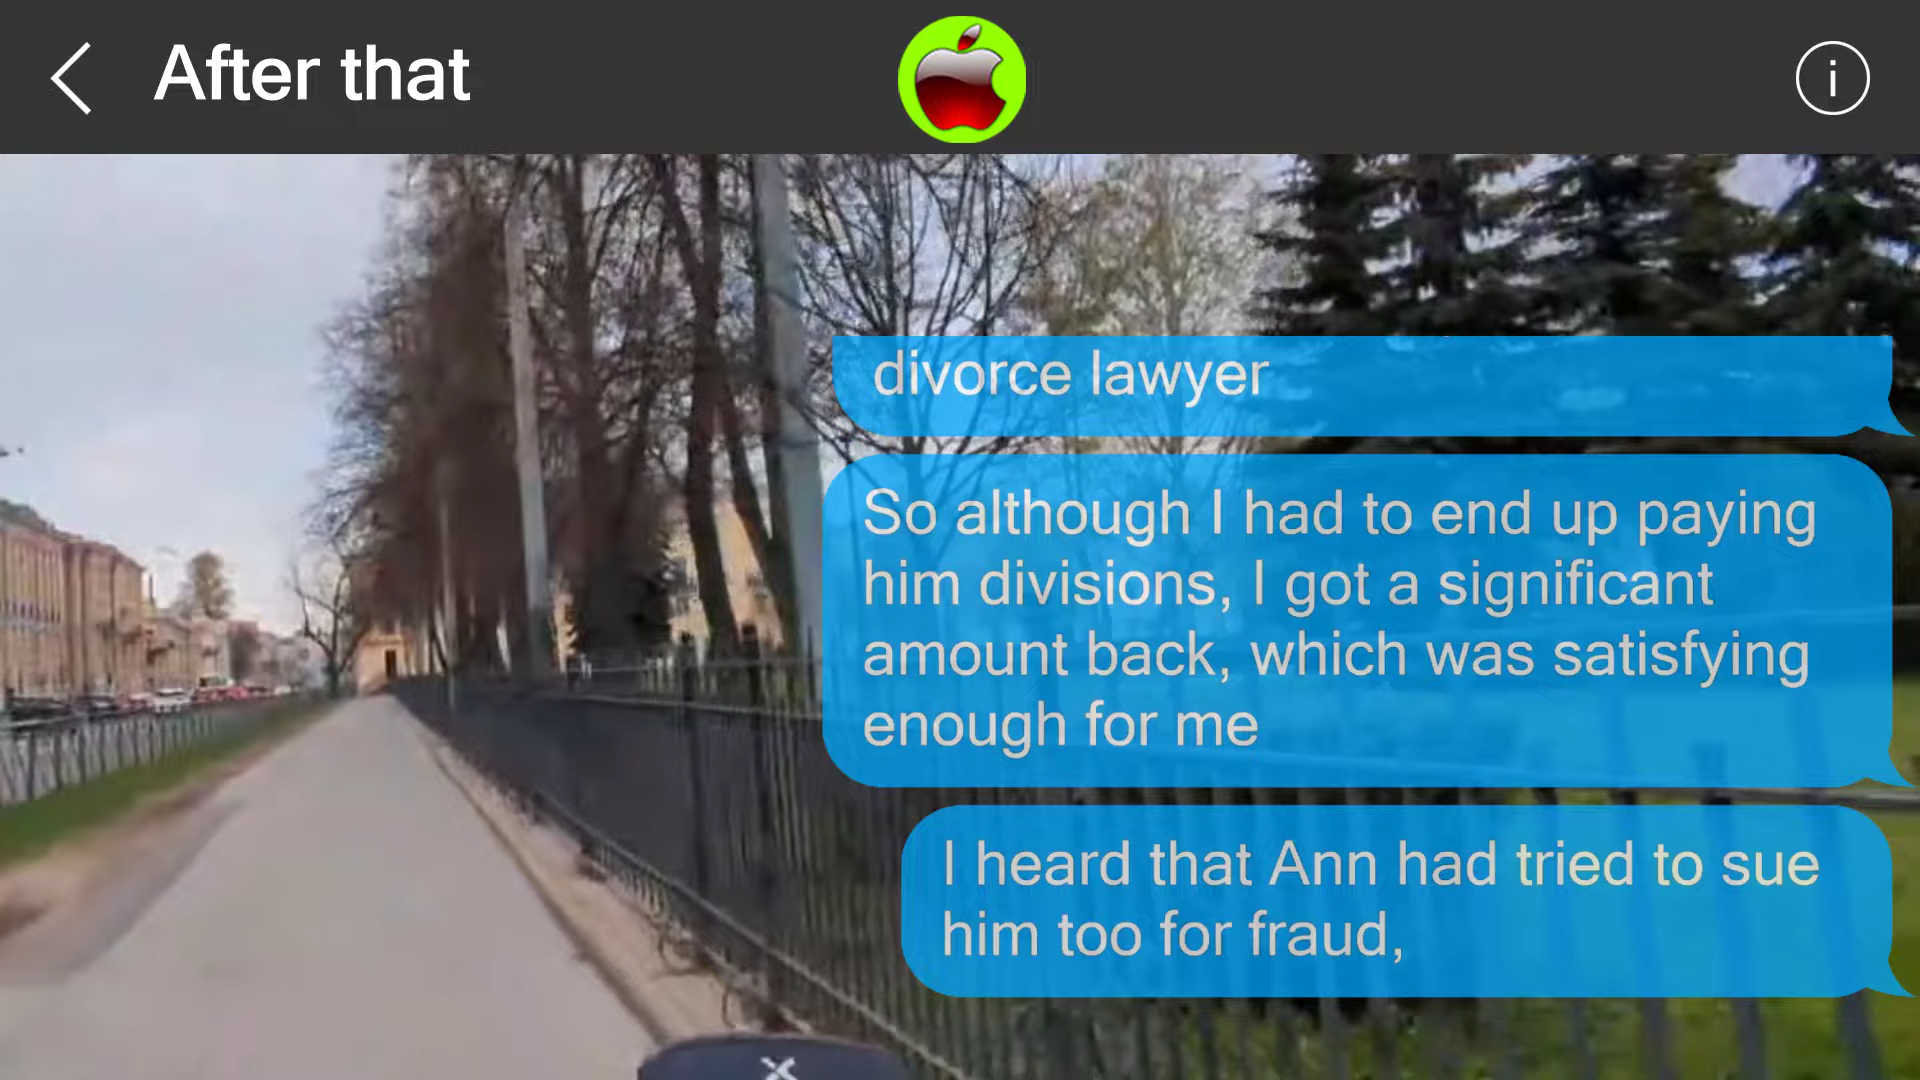 After that
divorce lawyer
So although I had to end up paying
him divisions, I got a significant
amount back, which was satisfying
enough for me
I heard that Ann had tried to sue
him too for fraud,